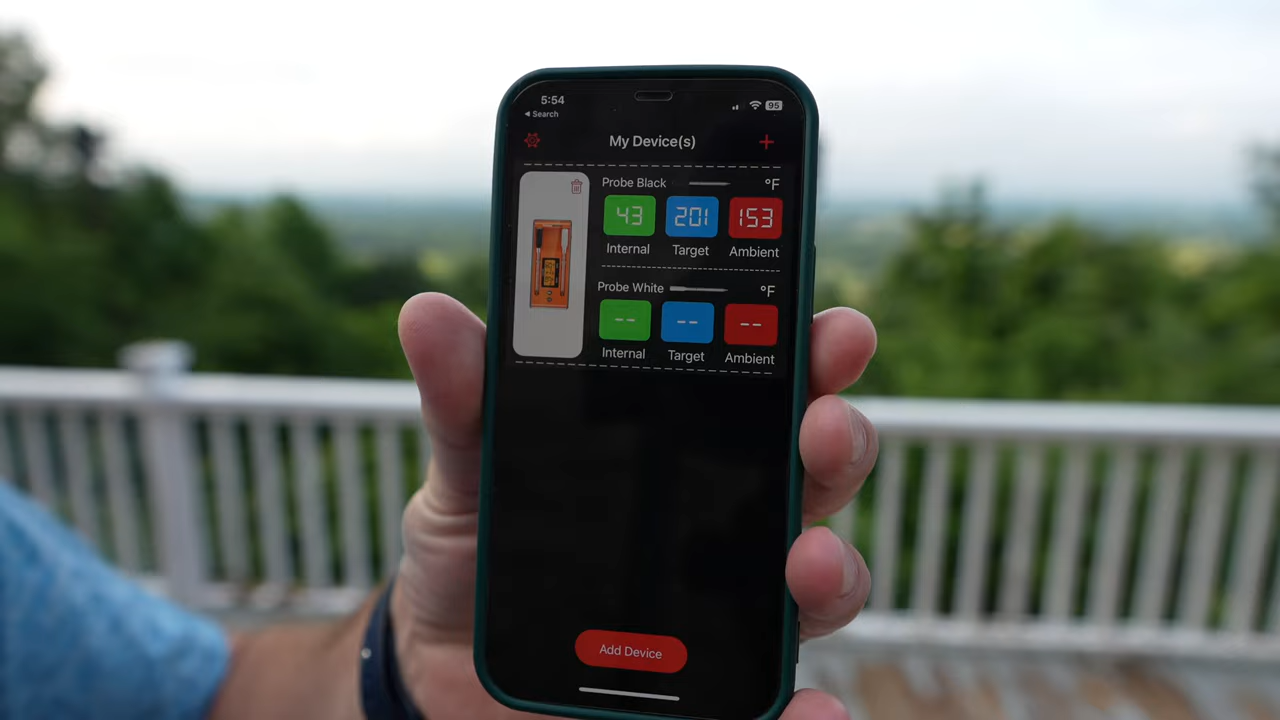 5:54
95
◀ Search
My Device(s)
+
Probe Black °F
43 201 153
Internal Target Ambient
Probe White °F
-- -- --
Internal Target Ambient
Add Device